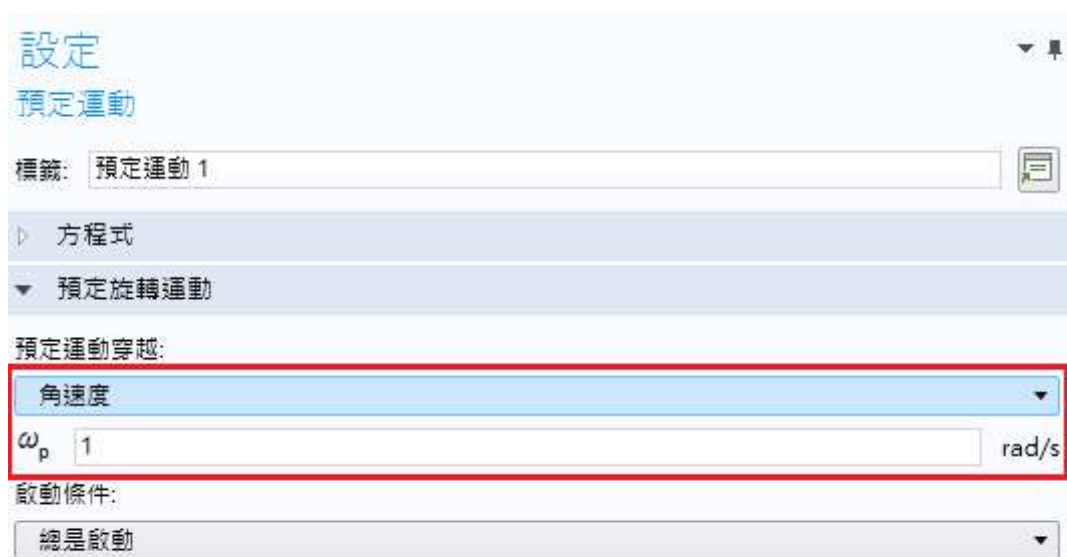 設定
預定運動
標籤: 預定運動 1
方程式
預定旋轉運動
預定運動穿越:
角速度
ωp 1 rad/s
啟動條件:
總是啟動